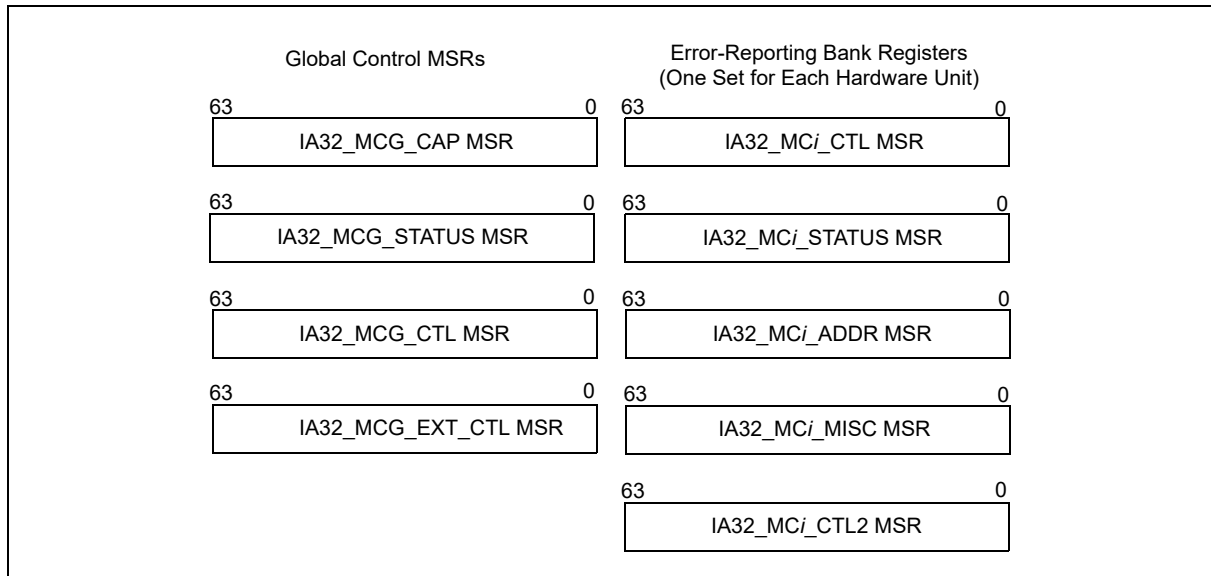 Global Control MSRs
63 0
IA32_MCG_CAP MSR
63 0
IA32_MCG_STATUS MSR
63 0
IA32_MCG_CTL MSR
63 0
IA32_MCG_EXT_CTL MSR
Error-Reporting Bank Registers
(One Set for Each Hardware Unit)
63 0
IA32_MCi_CTL MSR
63 0
IA32_MCi_STATUS MSR
63 0
IA32_MCi_ADDR MSR
63 0
IA32_MCi_MISC MSR
63 0
IA32_MCi_CTL2 MSR